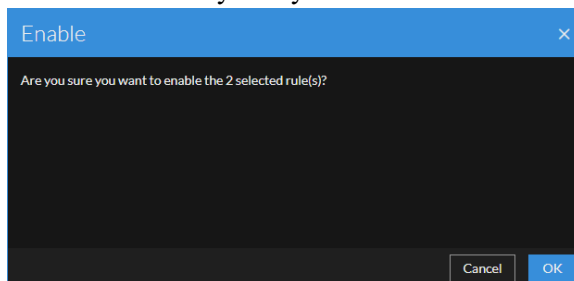 Enable
×
Are you sure you want to enable the 2 selected rule(s)?
Cancel OK